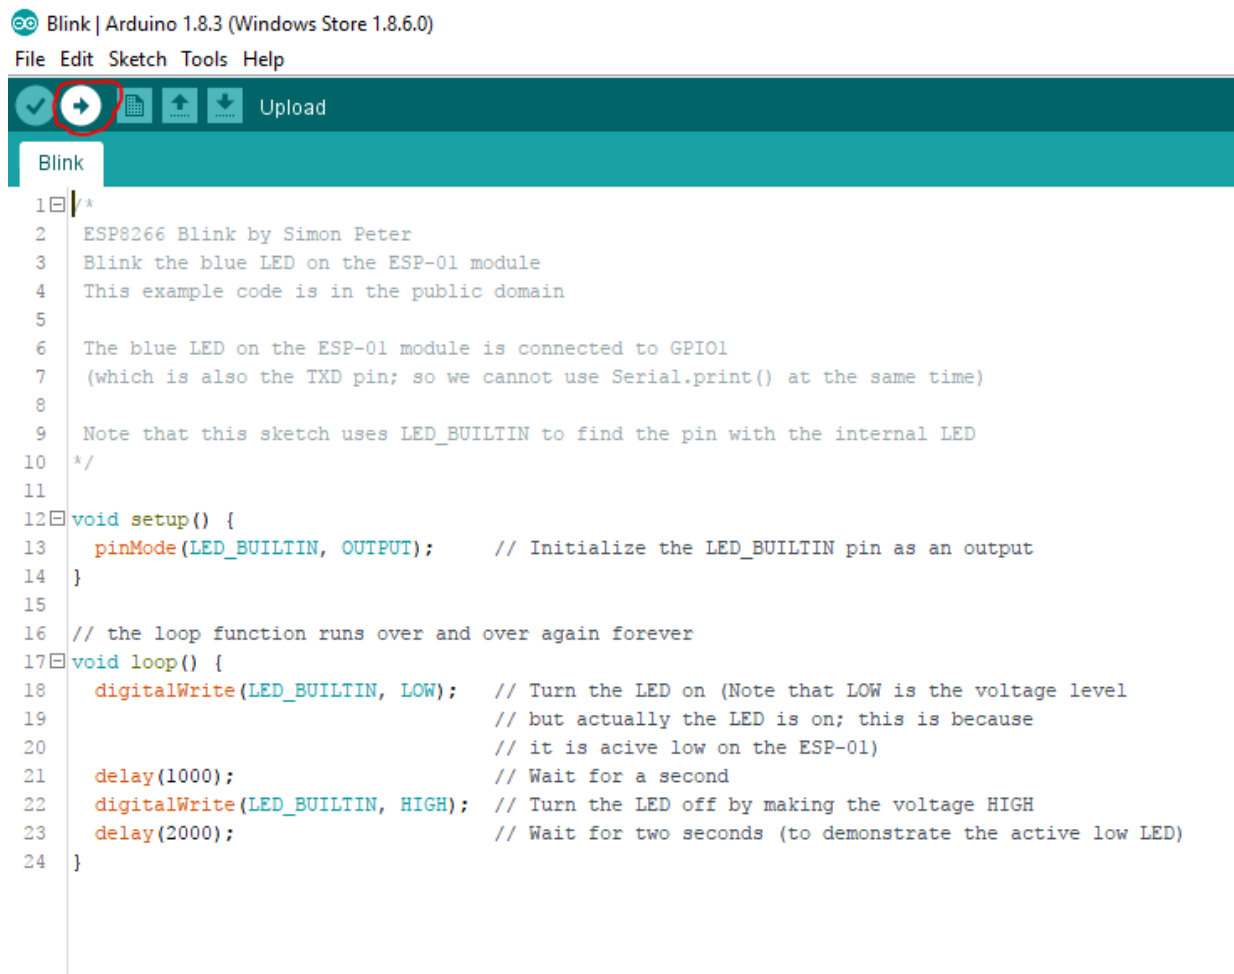 Blink | Arduino 1.8.3 (Windows Store 1.8.6.0)
File Edit Sketch Tools Help
Upload
Blink
1 /*
2 ESP8266 Blink by Simon Peter
3 Blink the blue LED on the ESP-01 module
4 This example code is in the public domain
5
6 The blue LED on the ESP-01 module is connected to GPIO1
7 (which is also the TXD pin; so we cannot use Serial.print() at the same time)
8
9 Note that this sketch uses LED_BUILTIN to find the pin with the internal LED
10 */
11
12 void setup() {
13 pinMode(LED_BUILTIN, OUTPUT); // Initialize the LED_BUILTIN pin as an output
14 }
15
16 // the loop function runs over and over again forever
17 void loop() {
18 digitalWrite(LED_BUILTIN, LOW); // Turn the LED on (Note that LOW is the voltage level
19 // but actually the LED is on; this is because
20 // it is acive low on the ESP-01)
21 delay(1000); // Wait for a second
22 digitalWrite(LED_BUILTIN, HIGH); // Turn the LED off by making the voltage HIGH
23 delay(2000); // Wait for two seconds (to demonstrate the active low LED)
24 }